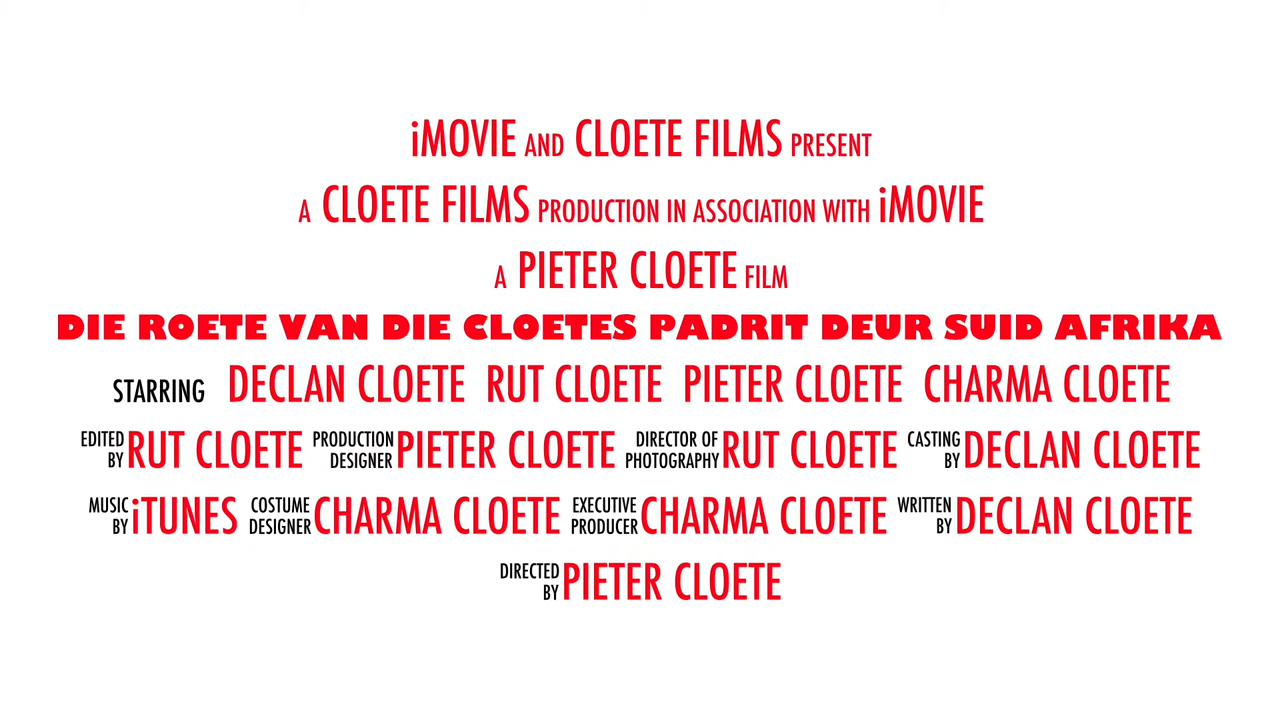 iMOVIE AND CLOETE FILMS PRESENT
A CLOETE FILMS PRODUCTION IN ASSOCIATION WITH iMOVIE
A PIETER CLOETE FILM
DIE ROETE VAN DIE CLOETES PADRIT DEUR SUID AFRIKA
STARRING DECLAN CLOETE RUT CLOETE PIETER CLOETE CHARMA CLOETE
EDITED BY RUT CLOETE PRODUCTION DESIGNER PIETER CLOETE DIRECTOR OF PHOTOGRAPHY RUT CLOETE CASTING BY DECLAN CLOETE
MUSIC BY iTUNES COSTUME DESIGNER CHARMA CLOETE EXECUTIVE PRODUCER CHARMA CLOETE WRITTEN BY DECLAN CLOETE
DIRECTED BY PIETER CLOETE